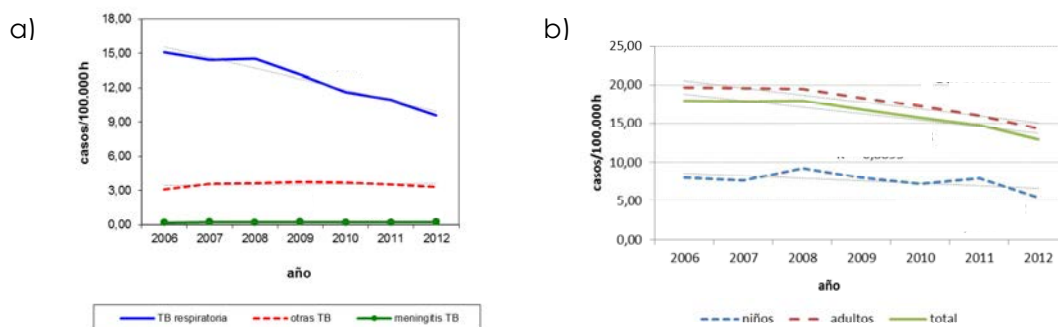 a)
18,00
15,00
12,00
9,00
6,00
3,00
0,00
casos/100.000h
2006 2007 2008 2009 2010 2011 2012
año
TB respiratoria otras TB meningitis TB
b)
25,00
20,00
15,00
10,00
5,00
0,00
casos/100.000h
2006 2007 2008 2009 2010 2011 2012
año
niños adultos total